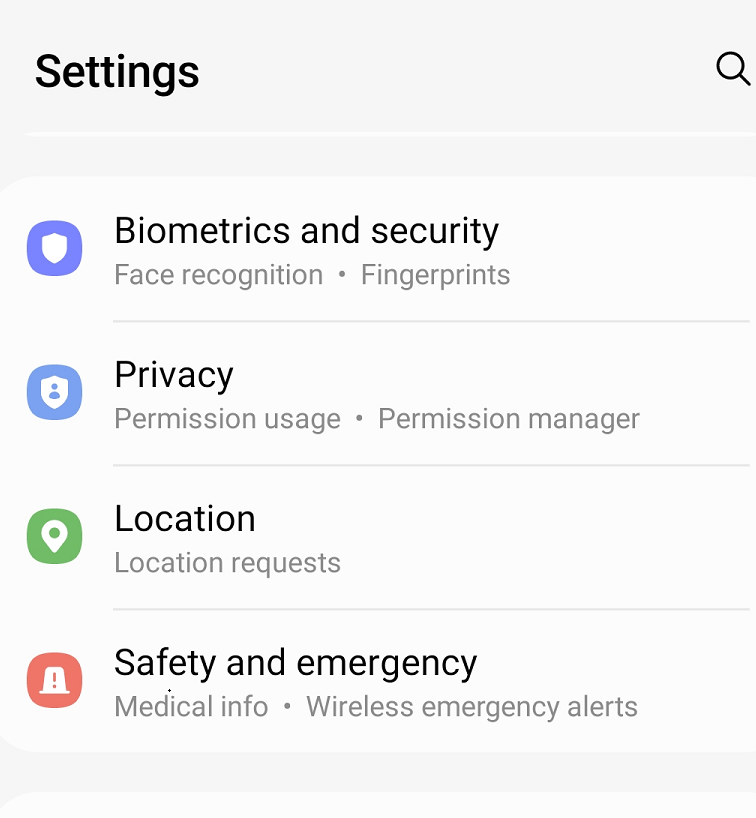 Settings
Biometrics and security
Face recognition • Fingerprints
Privacy
Permission usage • Permission manager
Location
Location requests
Safety and emergency
Medical info • Wireless emergency alerts